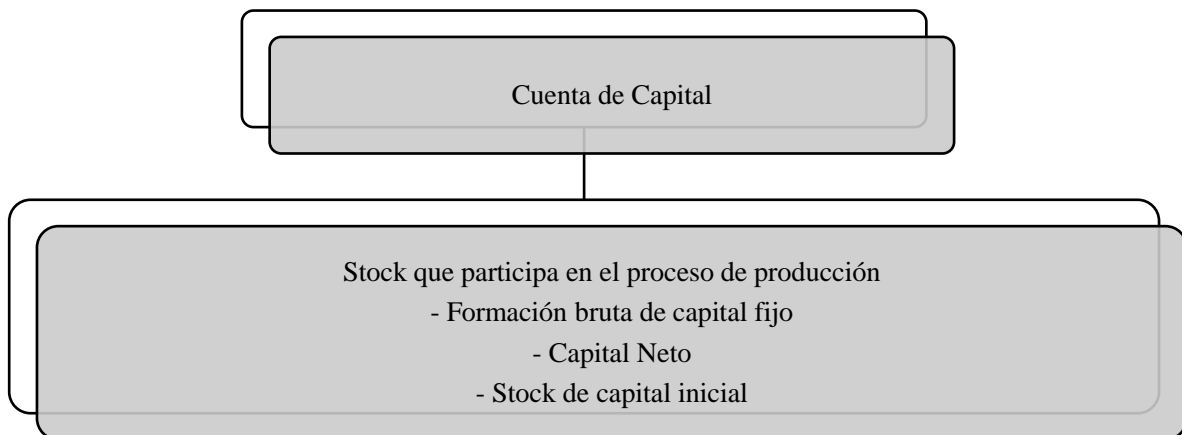 Cuenta de Capital
Stock que participa en el proceso de producción
- Formación bruta de capital fijo
- Capital Neto
- Stock de capital inicial